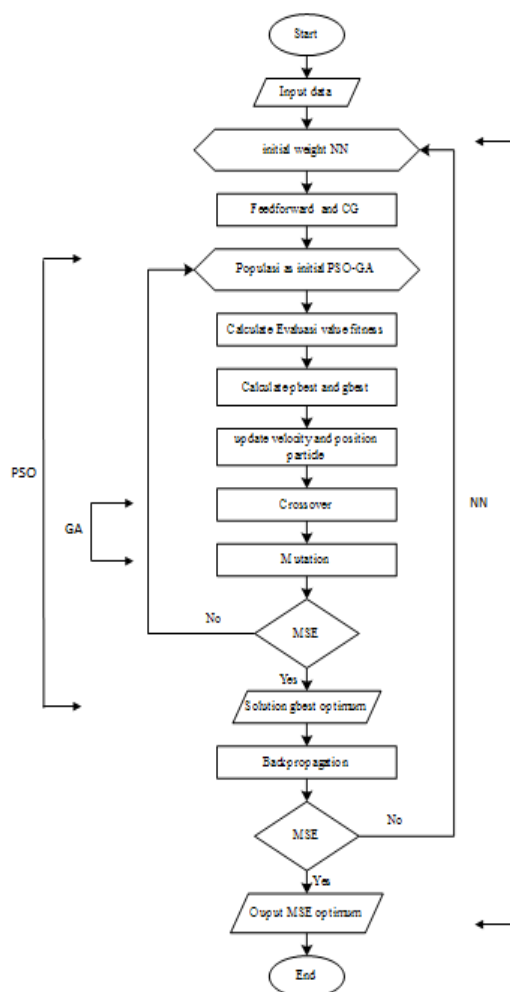 Start
Input data
initial weight NN
Feedforward and CG
Populasi as initial PSO-GA
Calculate Evaluasi value fitness
Calculate pbest and gbest
update velocity and position
particle
PSO
NN
Crossover
GA
Mutation
No
MSE
Yes
Solution gbest optimum
Backpropagation
MSE
No
Yes
Ouput MSE optimum
End